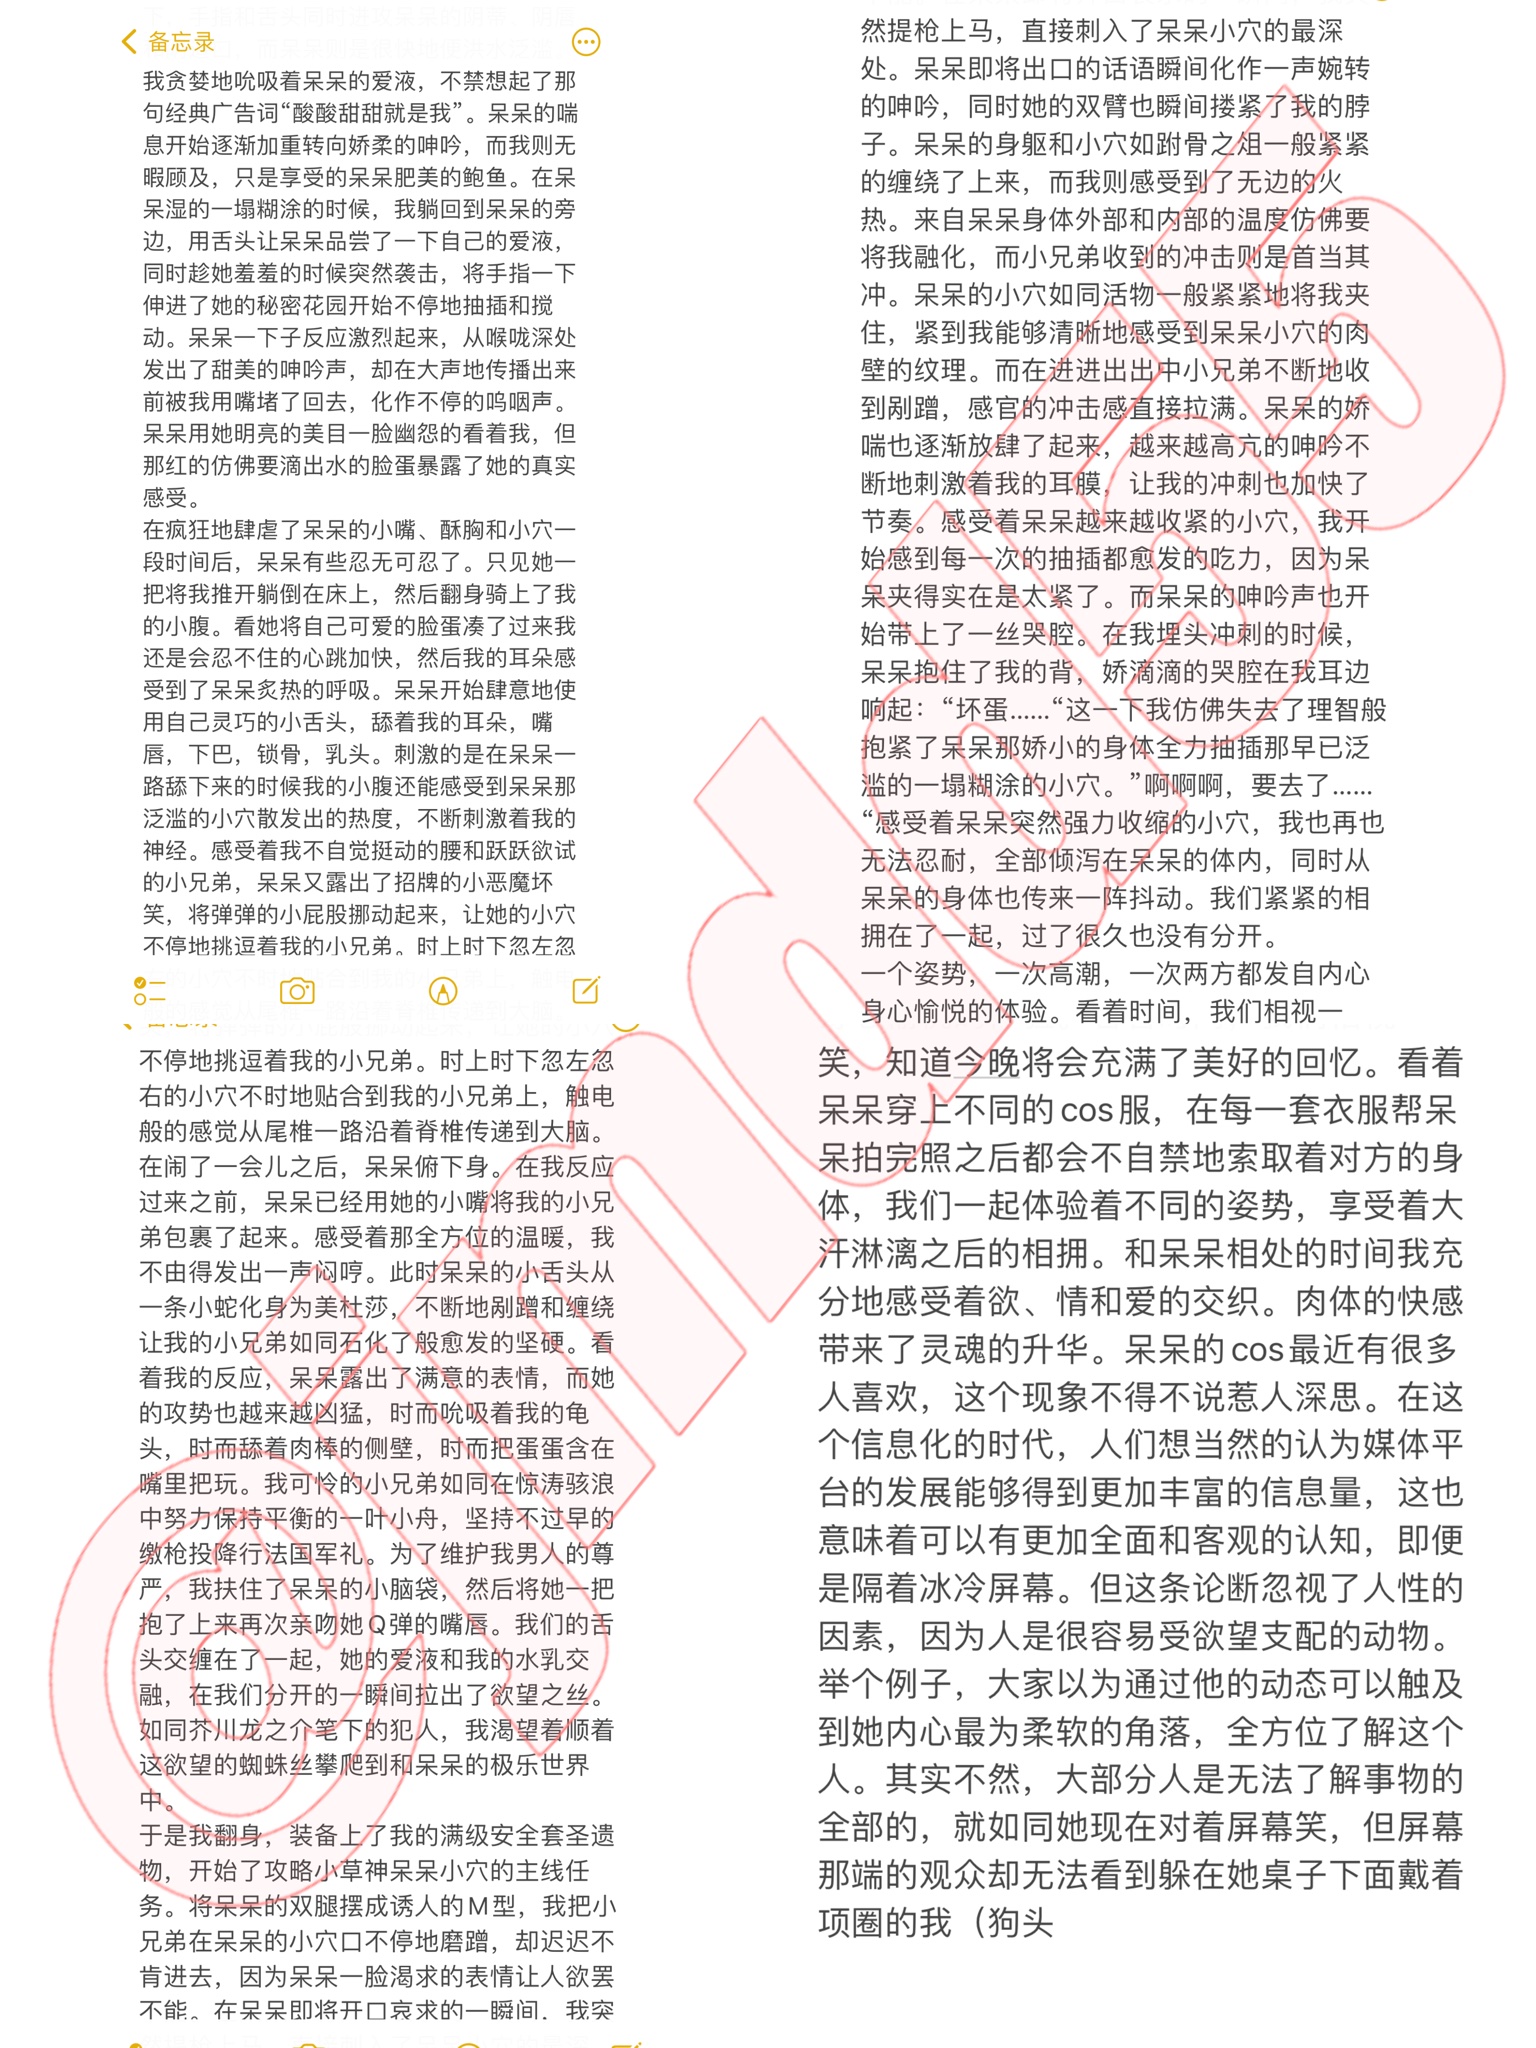 备忘录
我贪婪地吮吸着呆呆的爱液，不禁想起了那
句经典广告词“酸酸甜甜就是我”。呆呆的喘
息开始逐渐加重转向娇柔的呻吟，而我则无
暇顾及，只是享受的呆呆肥美的鲍鱼。在呆
呆湿的一塌糊涂的时候，我躺回到呆呆的旁
边，用舌头让呆呆品尝了一下自己的爱液，
同时趁她羞羞的时候突然袭击，将手指一下
伸进了她的秘密花园开始不停地抽插和搅
动。呆呆一下子反应激烈起来，从喉咙深处
发出了甜美的呻吟声，却在大声地传播出来
前被我用嘴堵了回去，化作不停的呜咽声。
呆呆用她明亮的美目一脸幽怨的看着我，但
那红的仿佛要滴出水的脸蛋暴露了她的真实
感受。
在疯狂地肆虐了呆呆的小嘴、酥胸和小穴一
段时间后，呆呆有些忍无可忍了。只见她一
把将我推开躺倒在床上，然后翻身骑上了我
的小腹。看她将自己可爱的脸蛋凑了过来我
还是会忍不住的心跳加快，然后我的耳朵感
受到了呆呆炙热的呼吸。呆呆开始肆意地使
用自己灵巧的小舌头，舔着我的耳朵，嘴
唇，下巴，锁骨，乳头。刺激的是在呆呆一
路舔下来的时候我的小腹还能感受到呆呆那
泛滥的小穴散发出的热度，不断刺激着我的
神经。感受着我不自觉挺动的腰和跃跃欲试
的小兄弟，呆呆又露出了招牌的小恶魔坏
笑，将弹弹的小屁股挪动起来，让她的小穴
不停地挑逗着我的小兄弟。时上时下忽左忽
不停地挑逗着我的小兄弟。时上时下忽左忽
右的小穴不时地贴合到我的小兄弟上，触电
般的感觉从尾椎一路沿着脊椎传递到大脑。
在闹了一会儿之后，呆呆俯下身。在我反应
过来之前，呆呆已经用她的小嘴将我的小兄
弟包裹了起来。感受着那全方位的温暖，我
不由得发出一声闷哼。此时呆呆的小舌头从
一条小蛇化身为美杜莎，不断地剐蹭和缠绕
让我的小兄弟如同石化了般愈发的坚硬。看
着我的反应，呆呆露出了满意的表情，而她
的攻势也越来越凶猛，时而吮吸着我的龟
头，时而舔着肉棒的侧壁，时而把蛋蛋含在
嘴里把玩。我可怜的小兄弟如同在惊涛骇浪
中努力保持平衡的一叶小舟，坚持不过早的
缴枪投降行法国军礼。为了维护我男人的尊
严，我扶住了呆呆的小脑袋，然后将她一把
抱了上来再次亲吻她Q弹的嘴唇。我们的舌
头交缠在了一起，她的爱液和我的水乳交
融，在我们分开的一瞬间拉出了欲望之丝。
如同芥川龙之介笔下的犯人，我渴望着顺着
这欲望的蜘蛛丝攀爬到和呆呆的极乐世界
中。
于是我翻身，装备上了我的满级安全套圣遗
物，开始了攻略小草神呆呆小穴的主线任
务。将呆呆的双腿摆成诱人的M型，我把小
兄弟在呆呆的小穴口不停地磨蹭，却迟迟不
肯进去，因为呆呆一脸渴求的表情让人欲罢
不能。在呆呆即将开口哀求的一瞬间，我突
然提枪上马，直接刺入了呆呆小穴的最深
处。呆呆即将出口的话语瞬间化作一声婉转
的呻吟，同时她的双臂也瞬间搂紧了我的脖
子。呆呆的身躯和小穴如跗骨之俎一般紧紧
的缠绕了上来，而我则感受到了无边的火
热。来自呆呆身体外部和内部的温度仿佛要
将我融化，而小兄弟收到的冲击则是首当其
冲。呆呆的小穴如同活物一般紧紧地将我夹
住，紧到我能够清晰地感受到呆呆小穴的肉
壁的纹理。而在进进出出中小兄弟不断地收
到剐蹭，感官的冲击感直接拉满。呆呆的娇
喘也逐渐放肆了起来，越来越高亢的呻吟不
断地刺激着我的耳膜，让我的冲刺也加快了
节奏。感受着呆呆越来越收紧的小穴，我开
始感到每一次的抽插都愈发的吃力，因为呆
呆夹得实在是太紧了。而呆呆的呻吟声也开
始带上了一丝哭腔。在我埋头冲刺的时候，
呆呆抱住了我的背，娇滴滴的哭腔在我耳边
响起：“坏蛋……“这一下我仿佛失去了理智般
抱紧了呆呆那娇小的身体全力抽插那早已泛
滥的一塌糊涂的小穴。”啊啊啊，要去了……
“感受着呆呆突然强力收缩的小穴，我也再也
无法忍耐，全部倾泻在呆呆的体内，同时从
呆呆的身体也传来一阵抖动。我们紧紧的相
拥在了一起，过了很久也没有分开。
一个姿势，一次高潮，一次两方都发自内心
身心愉悦的体验。看着时间，我们相视一
笑，知道今晚将会充满了美好的回忆。看着
呆呆穿上不同的cos服，在每一套衣服帮呆
呆拍完照之后都会不自禁地索取着对方的身
体，我们一起体验着不同的姿势，享受着大
汗淋漓之后的相拥。和呆呆相处的时间我充
分地感受着欲、情和爱的交织。肉体的快感
带来了灵魂的升华。呆呆的cos最近有很多
人喜欢，这个现象不得不说惹人深思。在这
个信息化的时代，人们想当然的认为媒体平
台的发展能够得到更加丰富的信息量，这也
意味着可以有更加全面和客观的认知，即便
是隔着冰冷屏幕。但这条论断忽视了人性的
因素，因为人是很容易受欲望支配的动物。
举个例子，大家以为通过他的动态可以触及
到她内心最为柔软的角落，全方位了解这个
人。其实不然，大部分人是无法了解事物的
全部的，就如同她现在对着屏幕笑，但屏幕
那端的观众却无法看到躲在她桌子下面戴着
项圈的我（狗头